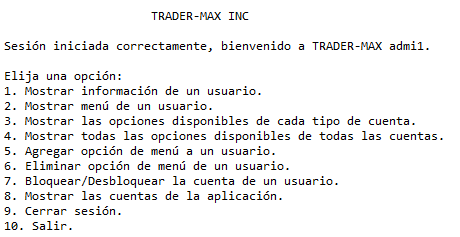 TRADER-MAX INC
Sesión iniciada correctamente, bienvenido a TRADER-MAX admi1.
Elija una opción:
1. Mostrar información de un usuario.
2. Mostrar menú de un usuario.
3. Mostrar las opciones disponibles de cada tipo de cuenta.
4. Mostrar todas las opciones disponibles de todas las cuentas.
5. Agregar opción de menú a un usuario.
6. Eliminar opción de menú de un usuario.
7. Bloquear/Desbloquear la cuenta de un usuario.
8. Mostrar las cuentas de la aplicación.
9. Cerrar sesión.
10. Salir.